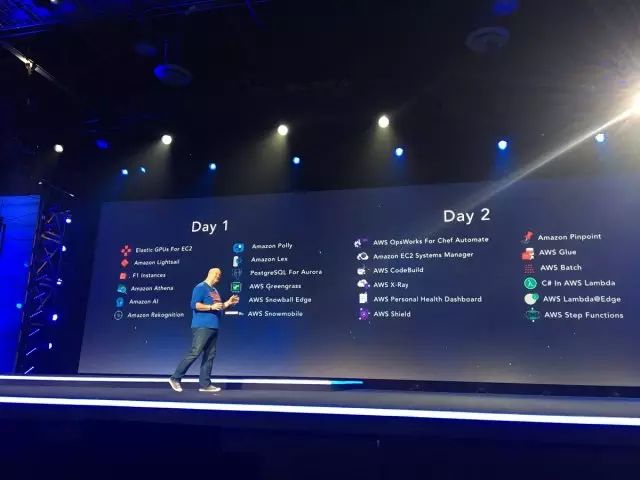 Day 1
Elastic GPUs For EC2
Amazon Lightsail
F1 Instances
Amazon Athena
Amazon AI
Amazon Rekognition
Amazon Polly
Amazon Lex
PostgreSQL For Aurora
AWS Greengrass
AWS Snowball Edge
AWS Snowmobile
Day 2
AWS OpsWorks For Chef Automate
Amazon EC2 Systems Manager
AWS CodeBuild
AWS X-Ray
AWS Personal Health Dashboard
AWS Shield
Amazon Pinpoint
AWS Glue
AWS Batch
C# In AWS Lambda
AWS Lambda@Edge
AWS Step Functions